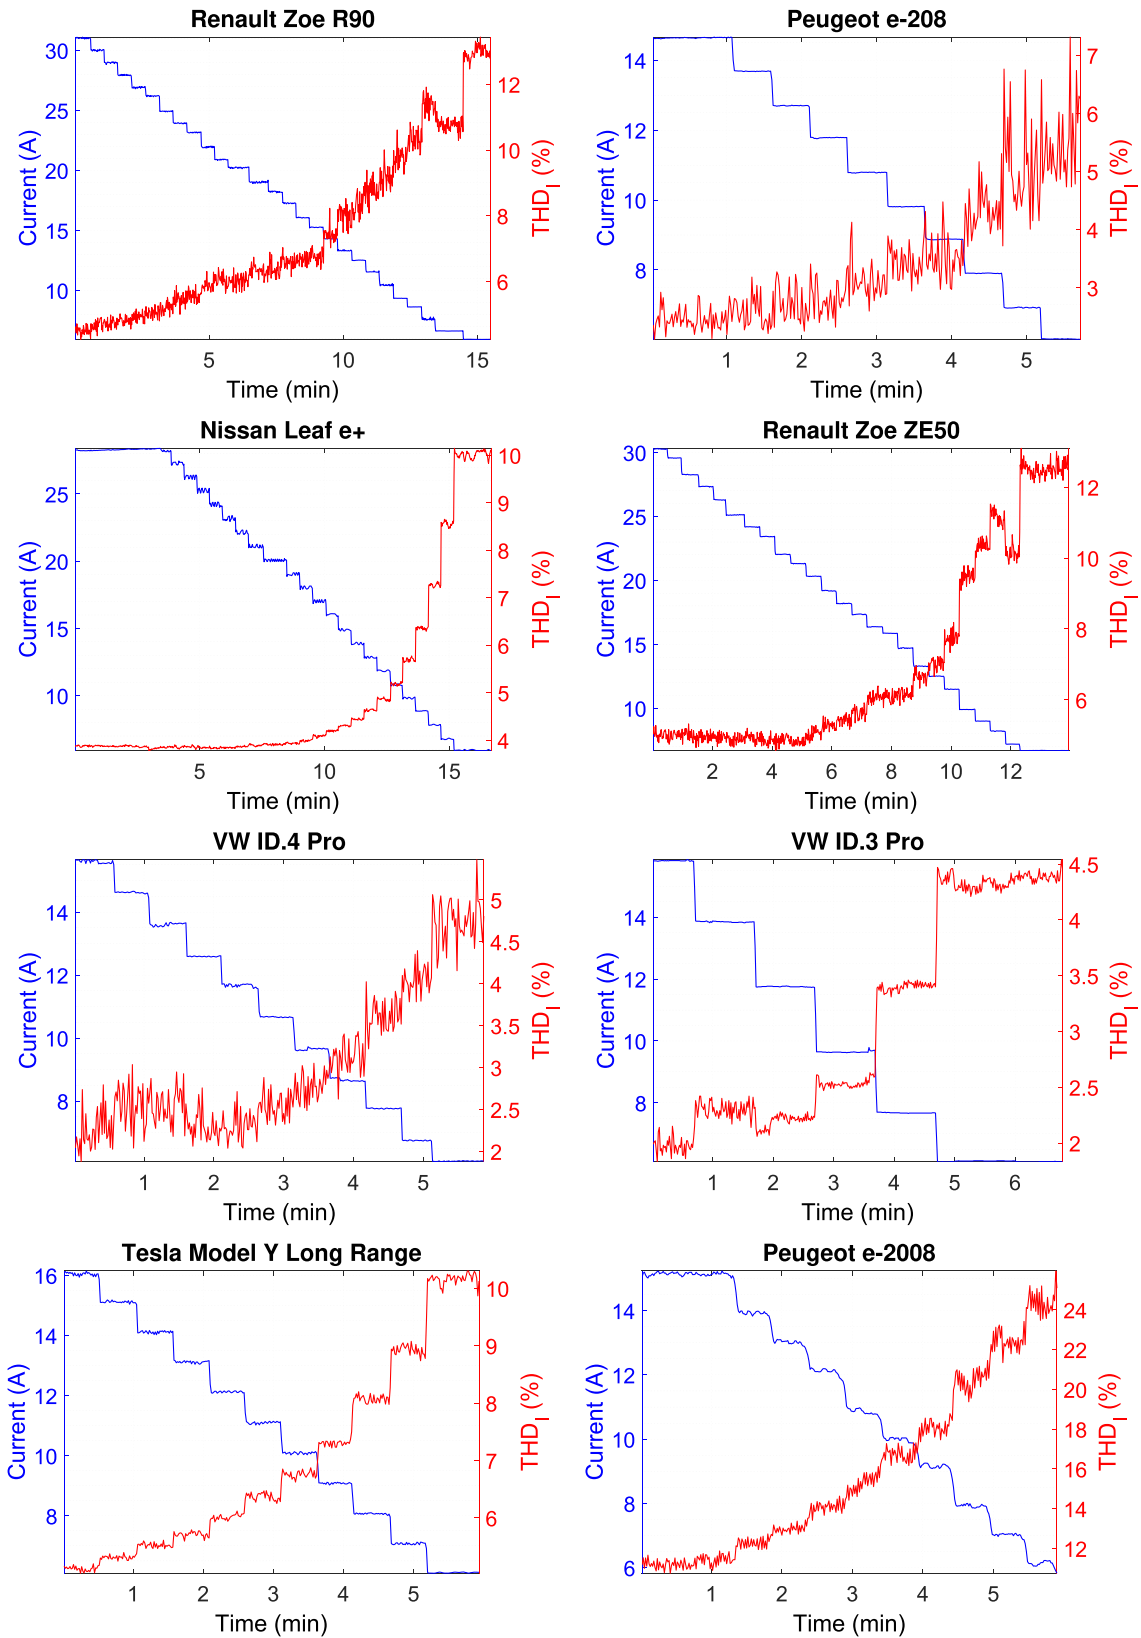 Renault Zoe R90
30
25
20
15
10
Current (A)
12
10
8
6
THD_I (%)
5 10 15
Time (min)
Peugeot e-208
14
12
10
8
Current (A)
7
6
5
4
3
THD_I (%)
1 2 3 4 5
Time (min)
Nissan Leaf e+
25
20
15
10
Current (A)
10
9
8
7
6
5
4
THD_I (%)
5 10 15
Time (min)
Renault Zoe ZE50
30
25
20
15
10
Current (A)
12
10
8
6
THD_I (%)
2 4 6 8 10 12
Time (min)
VW ID.4 Pro
14
12
10
8
Current (A)
5
4.5
4
3.5
3
2.5
2
THD_I (%)
1 2 3 4 5
Time (min)
VW ID.3 Pro
14
12
10
8
Current (A)
4.5
4
3.5
3
2.5
2
THD_I (%)
1 2 3 4 5 6
Time (min)
Tesla Model Y Long Range
16
14
12
10
8
Current (A)
10
9
8
7
6
THD_I (%)
1 2 3 4 5
Time (min)
Peugeot e-2008
14
12
10
8
6
Current (A)
24
22
20
18
16
14
12
THD_I (%)
1 2 3 4 5
Time (min)